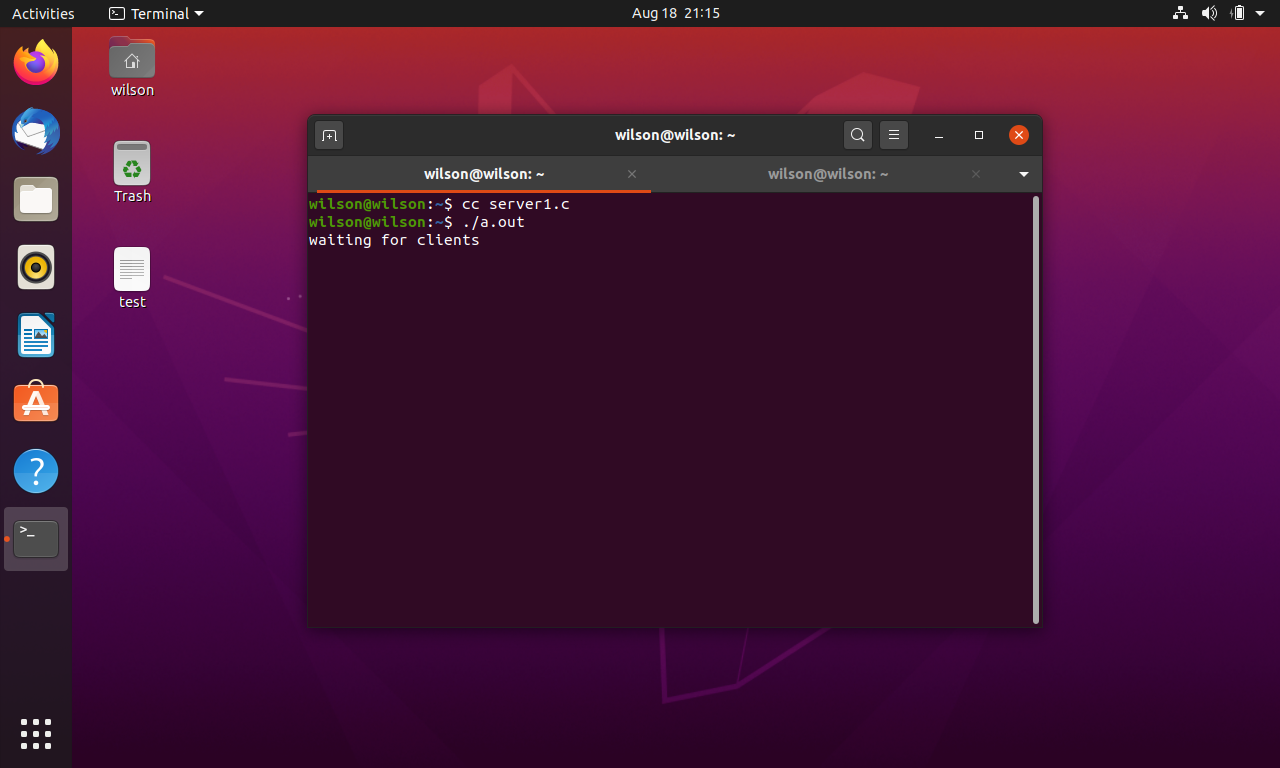 Activities
Terminal
Aug 18 21:15
wilson
Trash
test
wilson@wilson: ~
wilson@wilson: ~
wilson@wilson: ~
wilson@wilson:~$ cc server1.c
wilson@wilson:~$ ./a.out
waiting for clients